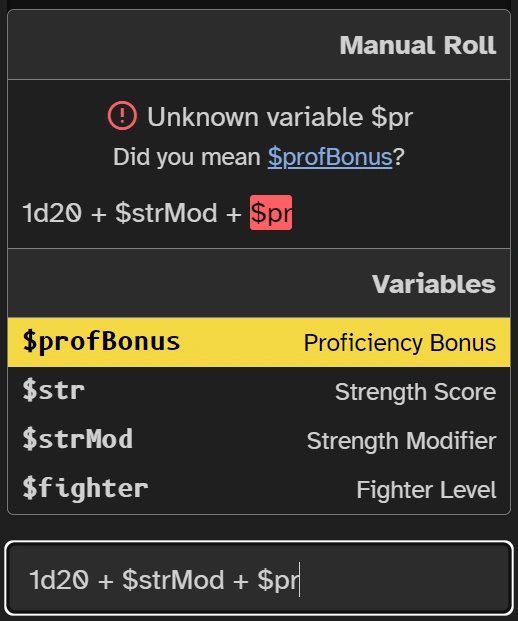 Manual Roll
Unknown variable $pr
Did you mean $profBonus?
1d20 + $strMod + $pr
Variables
$profBonus Proficiency Bonus
$str Strength Score
$strMod Strength Modifier
$fighter Fighter Level
1d20 + $strMod + $pr